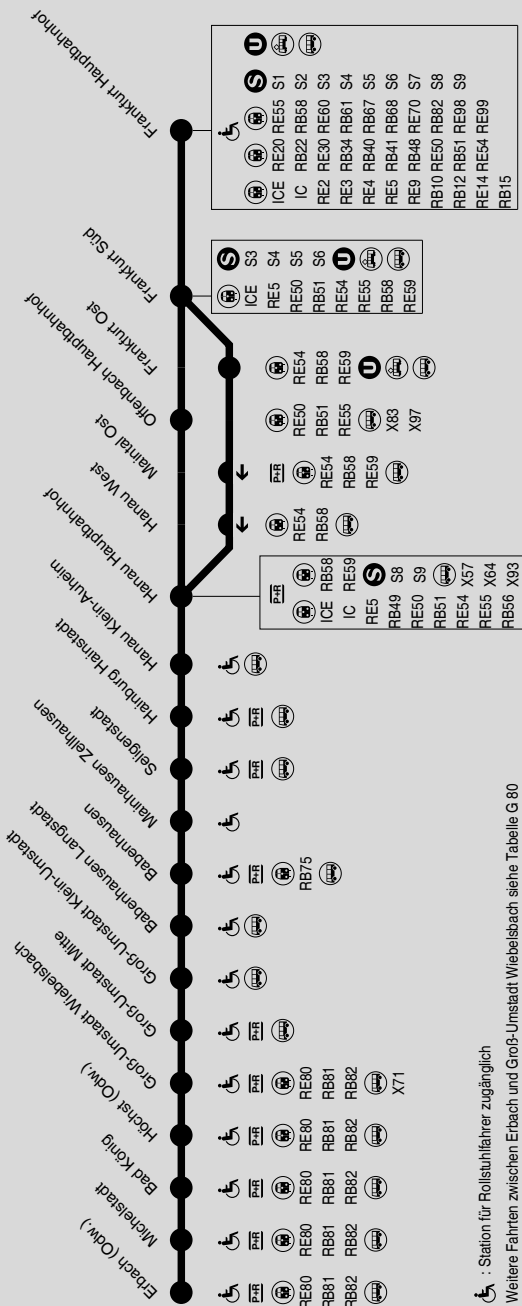 Erbach (Odw.)
Michelstadt
Bad König
Höchst (Odw.)
Groß-Umstadt Wiebelsbach
Groß-Umstadt Mitte
Groß-Umstadt Klein-Umstadt
Babenhausen Langstadt
Babenhausen
Mainhausen Zellhausen
Seligenstadt
Hainburg Hainstadt
Hanau Klein-Auheim
Hanau Hauptbahnhof
Hanau West
Maintal Ost
Offenbach Hauptbahnhof
Frankfurt Ost
Frankfurt Süd
Frankfurt Hauptbahnhof
P+R
RE80
RB81
RB82
P+R
RE80
RB81
RB82
P+R
RE80
RB81
RB82
P+R
RE80
RB81
RB82
P+R
RE80
RB81
RB82
X71
P+R
P+R
RB75
P+R
P+R
P+R
ICE RB58
IC RE59
RE5 S
RB49 S8
RE50 S9
RB51
RE54 X57
RE55 X64
RB56 X93
RE54
RB58
P+R
RE54
RB58
RE59
RE50
RB51
RE55
X83
X97
RE54
RB58
RE59
U
S
ICE S3
RE5 S4
RE50 S5
RB51 S6
RE54 U
RE55
RB58
RE59
S U
ICE RE20 RE55 S1
IC RB22 RB58 S2
RE2 RE30 RE60 S3
RE3 RB34 RB61 S4
RE4 RB40 RB67 S5
RE5 RB41 RB68 S6
RE9 RB48 RE70 S7
RB10 RE50 RB82 S8
RB12 RB51 RE98 S9
RE14 RE54 RE99
RB15
: Station für Rollstuhlfahrer zugänglich
Weitere Fahrten zwischen Erbach und Groß-Umstadt Wiebelsbach siehe Tabelle G 80